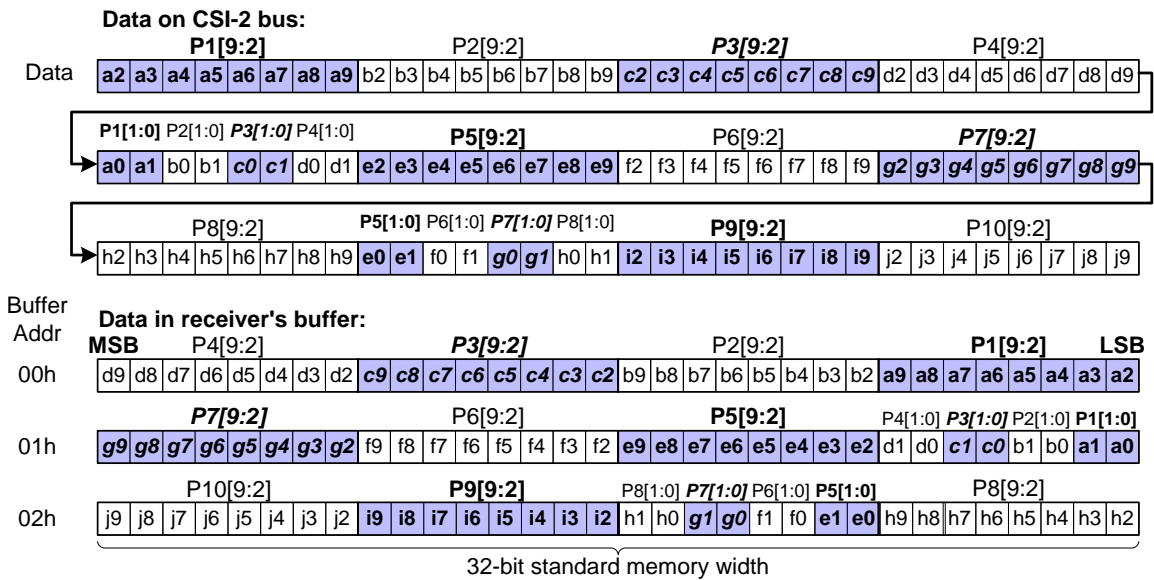 Data on CSI-2 bus:
P1[9:2] P2[9:2] P3[9:2] P4[9:2]
Data a2 a3 a4 a5 a6 a7 a8 a9 b2 b3 b4 b5 b6 b7 b8 b9 c2 c3 c4 c5 c6 c7 c8 c9 d2 d3 d4 d5 d6 d7 d8 d9
P1[1:0] P2[1:0] P3[1:0] P4[1:0] P5[9:2] P6[9:2] P7[9:2]
a0 a1 b0 b1 c0 c1 d0 d1 e2 e3 e4 e5 e6 e7 e8 e9 f2 f3 f4 f5 f6 f7 f8 f9 g2 g3 g4 g5 g6 g7 g8 g9
P8[9:2] P5[1:0] P6[1:0] P7[1:0] P8[1:0] P9[9:2] P10[9:2]
h2 h3 h4 h5 h6 h7 h8 h9 e0 e1 f0 f1 g0 g1 h0 h1 i2 i3 i4 i5 i6 i7 i8 i9 j2 j3 j4 j5 j6 j7 j8 j9
Buffer
Addr
Data in receiver's buffer:
MSB P4[9:2] P3[9:2] P2[9:2] P1[9:2] LSB
00h d9 d8 d7 d6 d5 d4 d3 d2 c9 c8 c7 c6 c5 c4 c3 c2 b9 b8 b7 b6 b5 b4 b3 b2 a9 a8 a7 a6 a5 a4 a3 a2
P7[9:2] P6[9:2] P5[9:2] P4[1:0] P3[1:0] P2[1:0] P1[1:0]
01h g9 g8 g7 g6 g5 g4 g3 g2 f9 f8 f7 f6 f5 f4 f3 f2 e9 e8 e7 e6 e5 e4 e3 e2 d1 d0 c1 c0 b1 b0 a1 a0
P10[9:2] P9[9:2] P8[1:0] P7[1:0] P6[1:0] P5[1:0] P8[9:2]
02h j9 j8 j7 j6 j5 j4 j3 j2 i9 i8 i7 i6 i5 i4 i3 i2 h1 h0 g1 g0 f1 f0 e1 e0 h9 h8 h7 h6 h5 h4 h3 h2
32-bit standard memory width